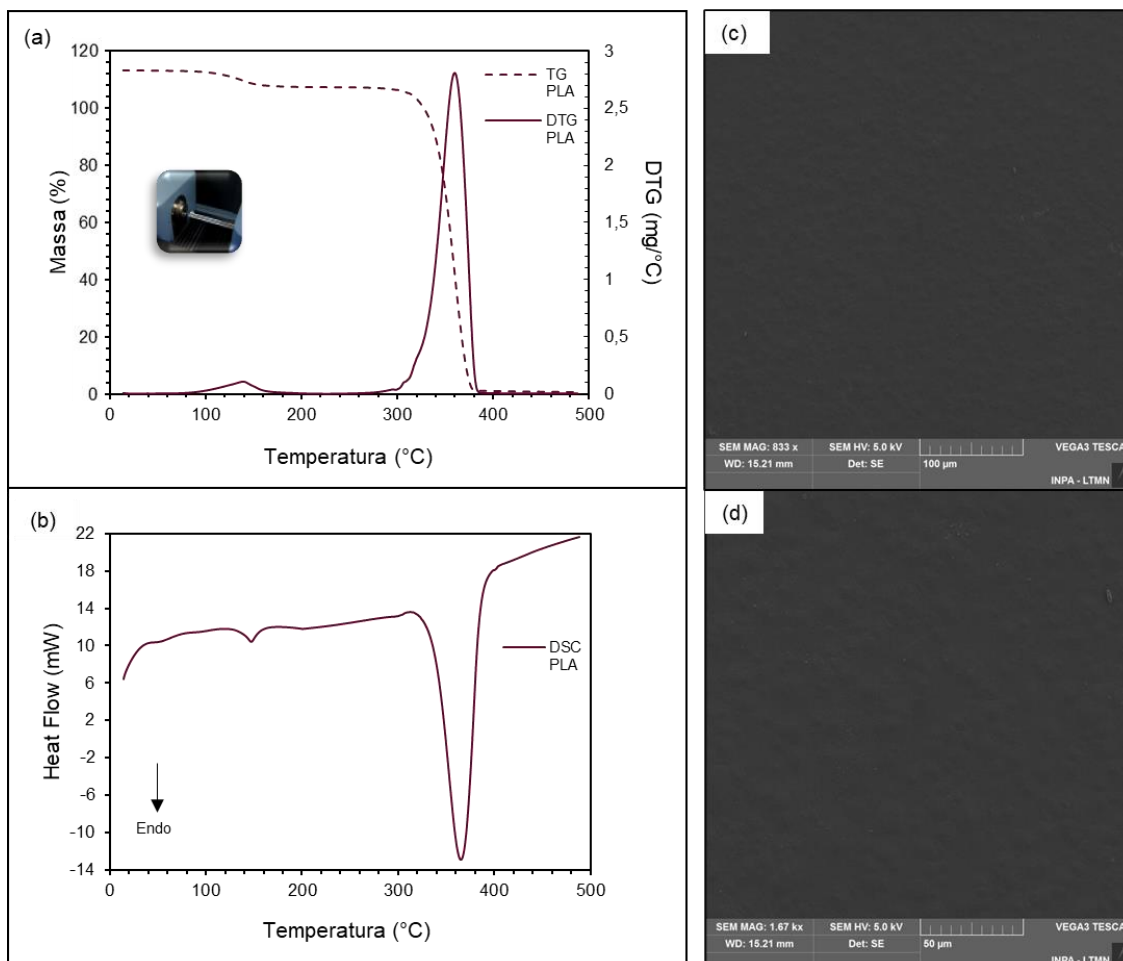 (a)
120
100
80
60
40
20
0
Massa (%)
3
2,5
2
1,5
1
0,5
0
DTG (mg/°C)
TG
PLA
DTG
PLA
0 100 200 300 400 500
Temperatura (°C)
(b)
22
18
14
10
6
2
-2
-6
-10
-14
Heat Flow (mW)
DSC
PLA
Endo
0 100 200 300 400 500
Temperatura (°C)
(c)
SEM MAG: 833 x SEM HV: 5.0 kV VEGA3 TESCA
WD: 15.21 mm Det: SE 100 µm
INPA - LTMN
(d)
SEM MAG: 1.67 kx SEM HV: 5.0 kV VEGA3 TESCA
WD: 15.21 mm Det: SE 50 µm
INPA - LTMN